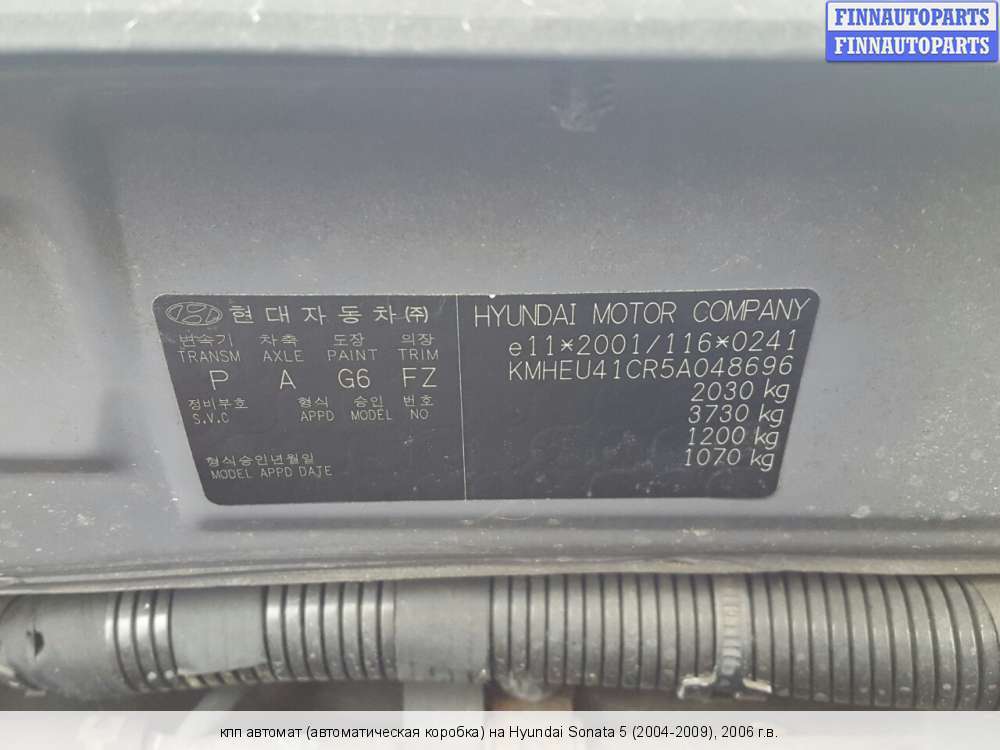 FINNAUTOPARTS
FINNAUTOPARTS
현대자동차㈜
변속기 차축 도장 의장
TRANSM AXLE PAINT TRIM
P A G6 FZ
정비부호 형식 승인 번호
S.V.C APPD MODEL NO
형식승인년월일
MODEL APPD DATE
HYUNDAI MOTOR COMPANY
e11*2001/116*0241
KMHEU41CR5A048696
2030 kg
3730 kg
1200 kg
1070 kg
кпп автомат (автоматическая коробка) на Hyundai Sonata 5 (2004-2009), 2006 г.в.